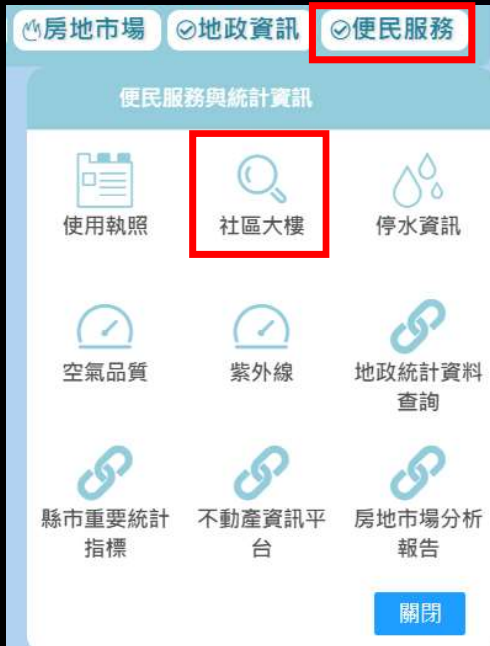 房地市場 地政資訊 便民服務
便民服務與統計資訊
使用執照 社區大樓 停水資訊
空氣品質 紫外線 地政統計資料
查詢
縣市重要統計 不動產資訊平 房地市場分析
指標 台 報告
關閉